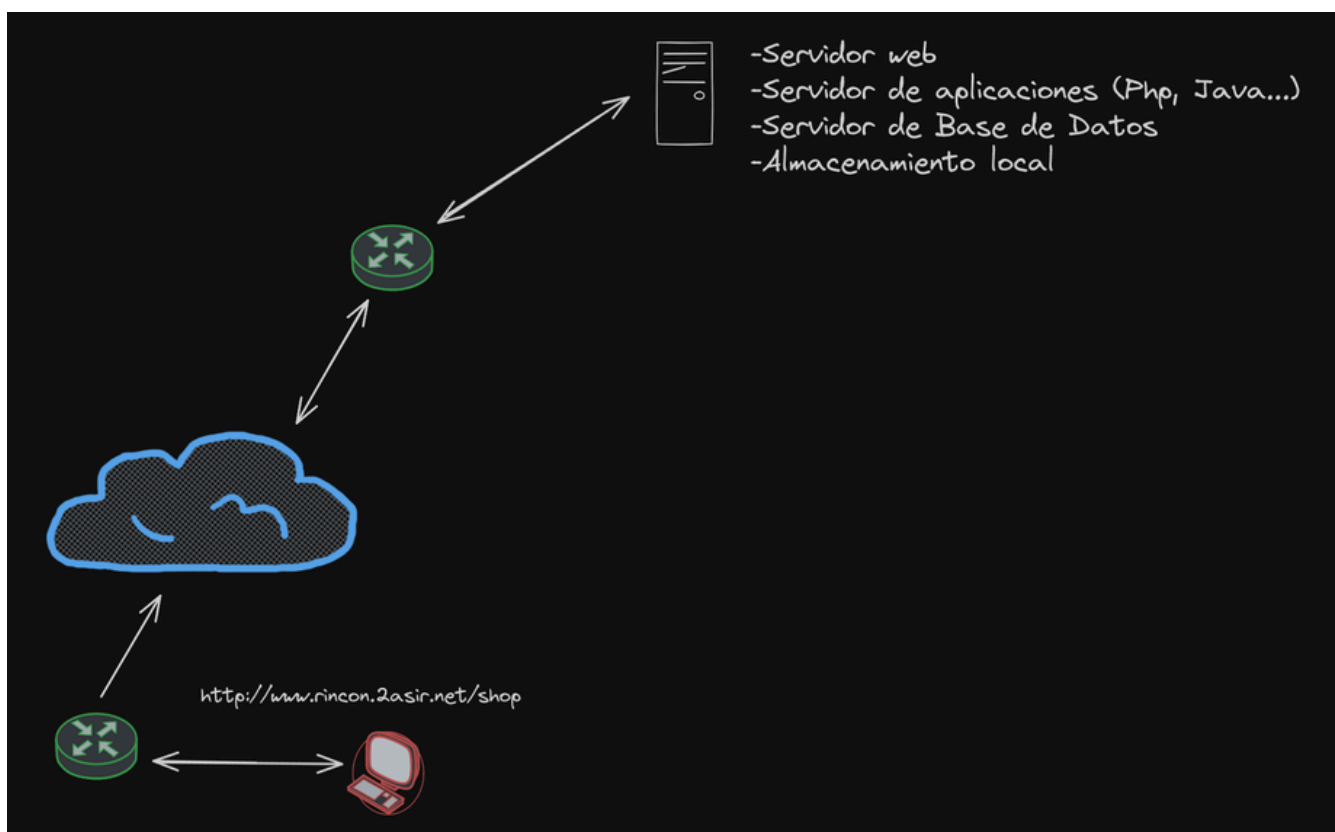 -Servidor web
-Servidor de aplicaciones (Php, Java...)
-Servidor de Base de Datos
-Almacenamiento local
http://www.rincon.2asir.net/shop